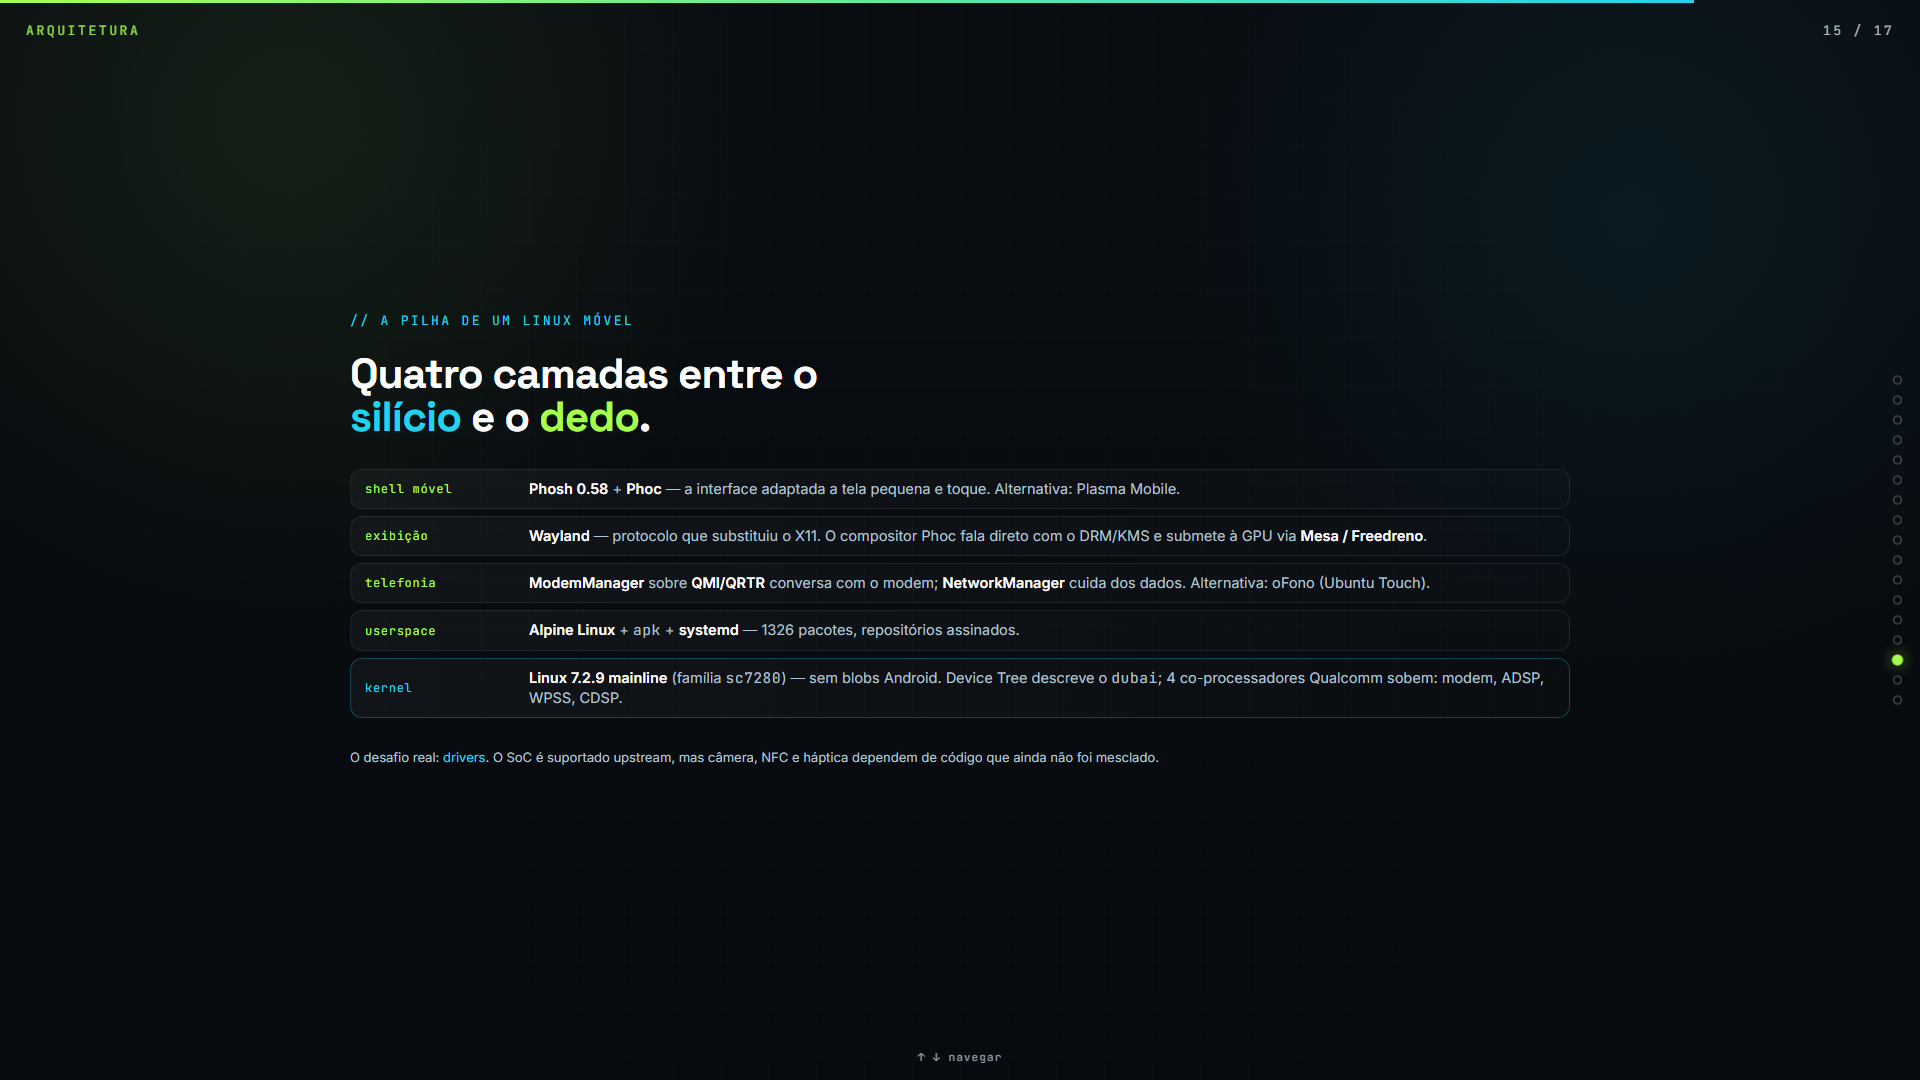 ARQUITETURA
15 / 17
// A PILHA DE UM LINUX MÓVEL
Quatro camadas entre o
silício e o dedo.
shell móvel
Phosh 0.58 + Phoc — a interface adaptada a tela pequena e toque. Alternativa: Plasma Mobile.
exibição
Wayland — protocolo que substituiu o X11. O compositor Phoc fala direto com o DRM/KMS e submete à GPU via Mesa / Freedreno.
telefonia
ModemManager sobre QMI/QRTR conversa com o modem; NetworkManager cuida dos dados. Alternativa: oFono (Ubuntu Touch).
userspace
Alpine Linux + apk + systemd — 1326 pacotes, repositórios assinados.
kernel
Linux 7.2.9 mainline (família sc7280) — sem blobs Android. Device Tree descreve o dubai; 4 co-processadores Qualcomm sobem: modem, ADSP,
WPSS, CDSP.
O desafio real: drivers. O SoC é suportado upstream, mas câmera, NFC e háptica dependem de código que ainda não foi mesclado.
↑ ↓ navegar